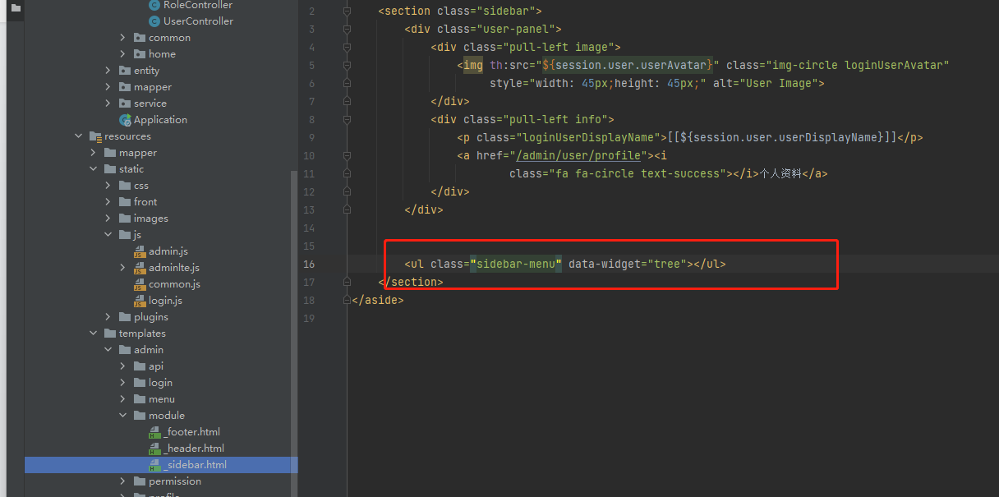 RoleController
UserController
common
home
entity
mapper
service
Application
resources
mapper
static
css
front
images
js
admin.js
adminlte.js
common.js
login.js
plugins
templates
admin
api
login
menu
module
_footer.html
_header.html
_sidebar.html
permission
profile
2 <section class="sidebar">
3 <div class="user-panel">
4 <div class="pull-left image">
5 <img th:src="${session.user.userAvatar}" class="img-circle loginUserAvatar"
6 style="width: 45px;height: 45px;" alt="User Image">
7 </div>
8 <div class="pull-left info">
9 <p class="loginUserDisplayName">[[${session.user.userDisplayName}]]</p>
10 <a href="/admin/user/profile"><i
11 class="fa fa-circle text-success"></i>个人资料</a>
12 </div>
13 </div>
14
15
16 <ul class="sidebar-menu" data-widget="tree"></ul>
17 </section>
18 </aside>
19